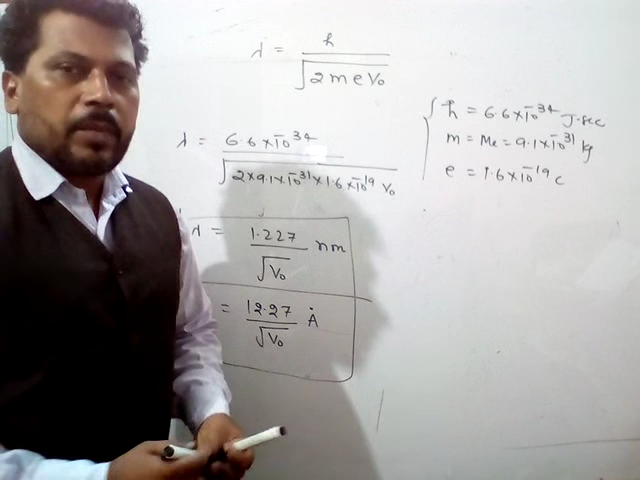 λ = h / √2meV₀
λ = 6.6×10⁻³⁴ / √2×9.1×10⁻³¹×1.6×10⁻¹⁹ V₀
{ h = 6.6×10⁻³⁴ J.sec
m = Me = 9.1×10⁻³¹ kg
e = 1.6×10⁻¹⁹ C
λ = 1.227 / √V₀ nm
= 12.27 / √V₀ Å